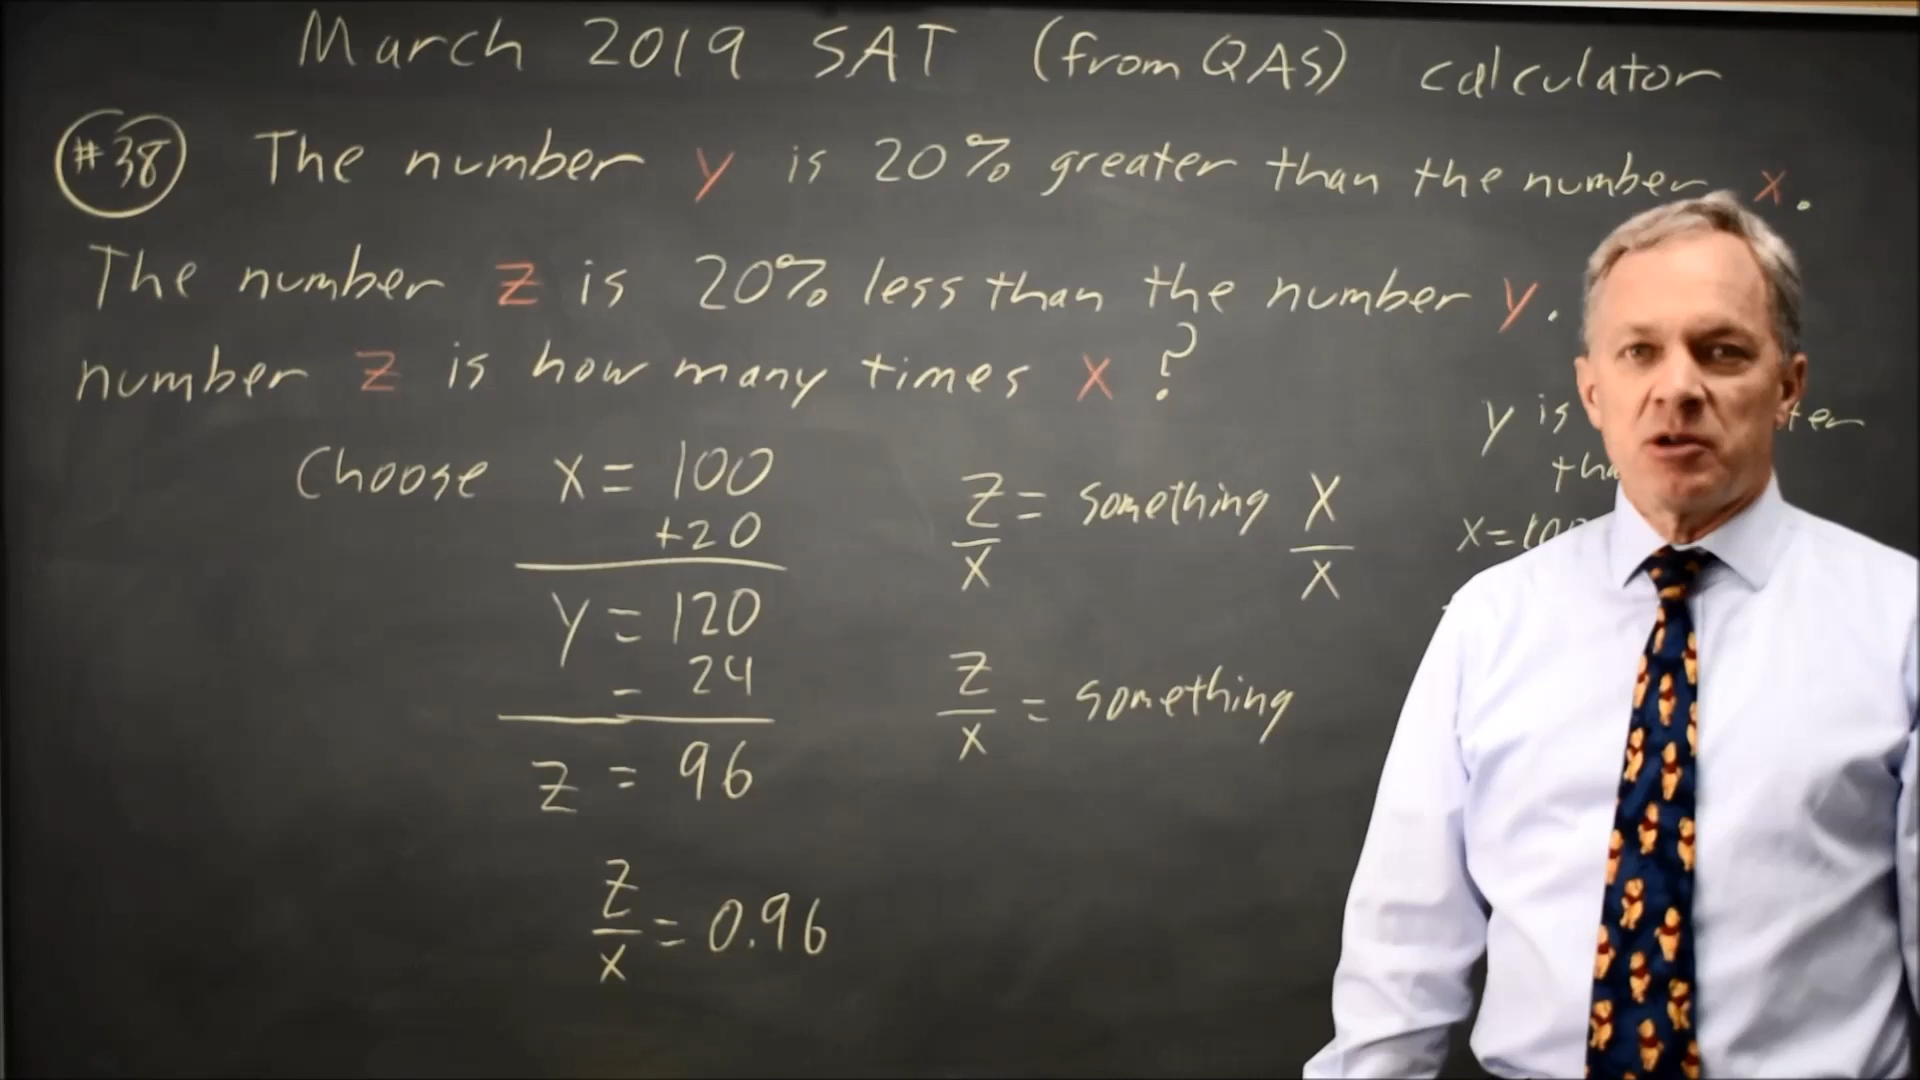 March 2019 SAT (from QAS) calculator
#38 The number y is 20% greater than the number x.
The number z is 20% less than the number y.
number z is how many times x?
Choose x = 100
+20
y = 120
- 24
z = 96
z/x = 0.96
z/x = something x/x
z/x = something
y is
x=100